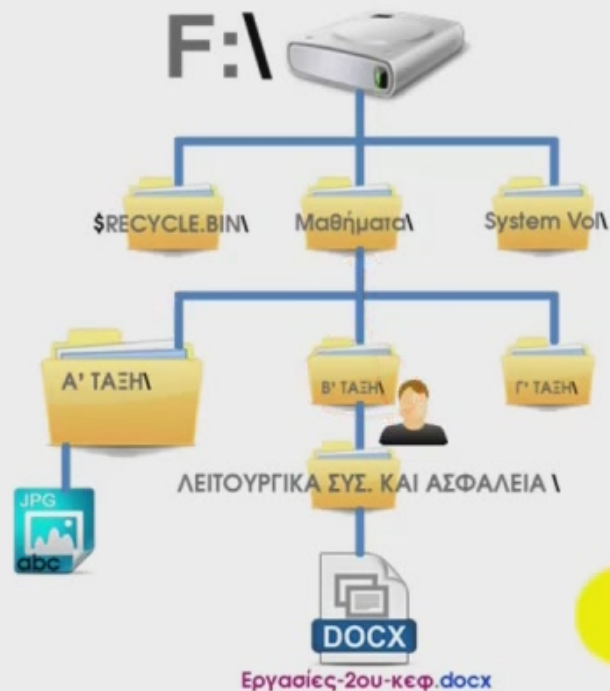 F:\
$RECYCLE.BIN\ Μαθήματα\ System Vol\
Α' ΤΑΞΗ\ Β' ΤΑΞΗ\ Γ' ΤΑΞΗ\
ΛΕΙΤΟΥΡΓΙΚΑ ΣΥΣ. ΚΑΙ ΑΣΦΑΛΕΙΑ \
JPG
abc
DOCX
Εργασίες-2ου-κεφ.docx